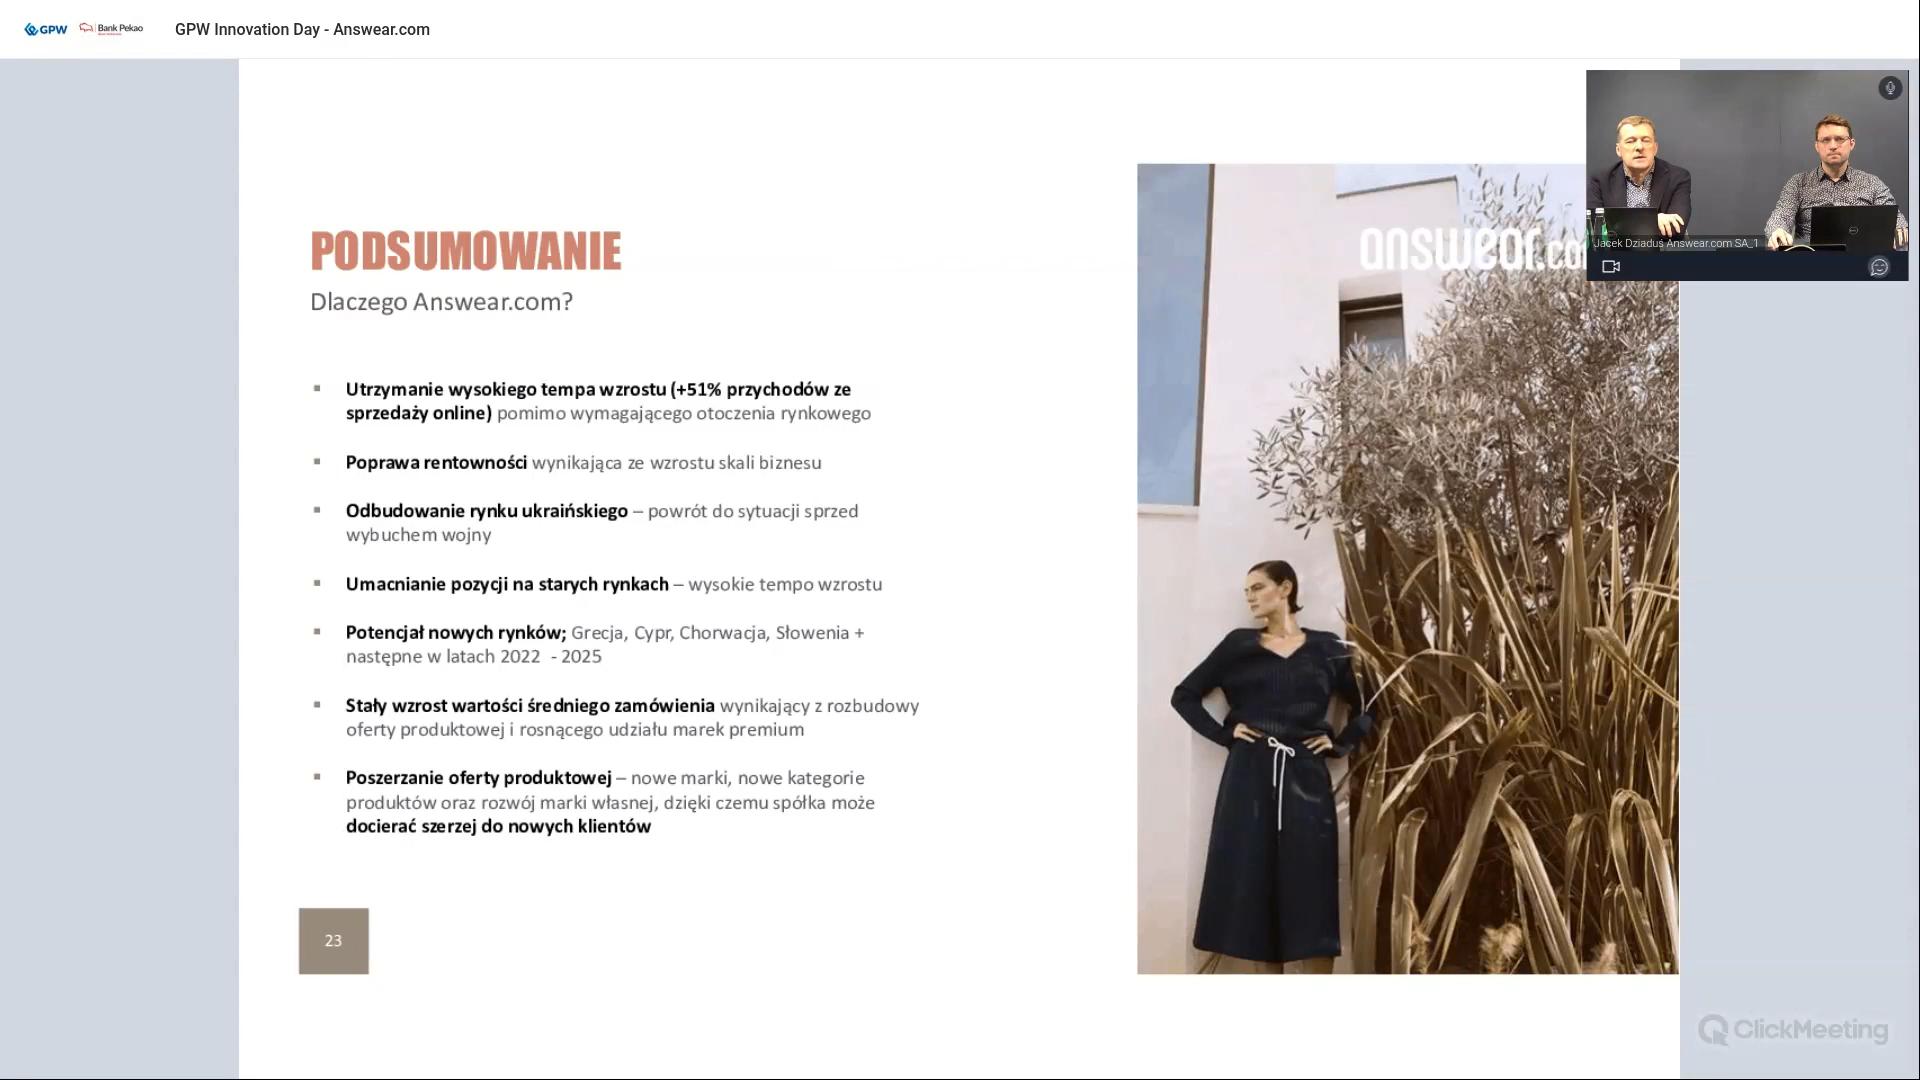 GPW
Bank Pekao
GPW Innovation Day - Answear.com
Jacek Dziaduś Answear.com SA_1
answear.co
PODSUMOWANIE
Dlaczego Answear.com?
Utrzymanie wysokiego tempa wzrostu (+51% przychodów ze
sprzedaży online) pomimo wymagającego otoczenia rynkowego
Poprawa rentowności wynikająca ze wzrostu skali biznesu
Odbudowanie rynku ukraińskiego – powrót do sytuacji sprzed
wybuchem wojny
Umacnianie pozycji na starych rynkach – wysokie tempo wzrostu
Potencjał nowych rynków; Grecja, Cypr, Chorwacja, Słowenia +
następne w latach 2022 - 2025
Stały wzrost wartości średniego zamówienia wynikający z rozbudowy
oferty produktowej i rosnącego udziału marek premium
Poszerzanie oferty produktowej – nowe marki, nowe kategorie
produktów oraz rozwój marki własnej, dzięki czemu spółka może
docierać szerzej do nowych klientów
23
ClickMeeting